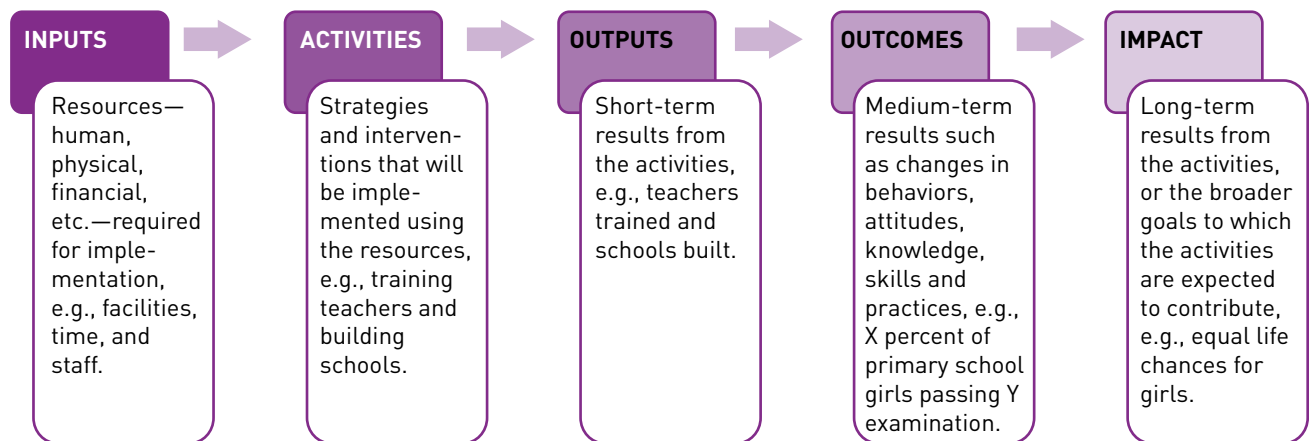 INPUTS
Resources—
human,
physical,
financial,
etc.—required
for imple-
mentation,
e.g., facilities,
time, and
staff.
ACTIVITIES
Strategies
and interven-
tions that will
be imple-
mented using
the resources,
e.g., training
teachers and
building
schools.
OUTPUTS
Short-term
results from
the activities,
e.g., teachers
trained and
schools built.
OUTCOMES
Medium-term
results such
as changes in
behaviors,
attitudes,
knowledge,
skills and
practices, e.g.,
X percent of
primary school
girls passing Y
examination.
IMPACT
Long-term
results from
the activities,
or the broader
goals to which
the activities
are expected
to contribute,
e.g., equal life
chances for
girls.